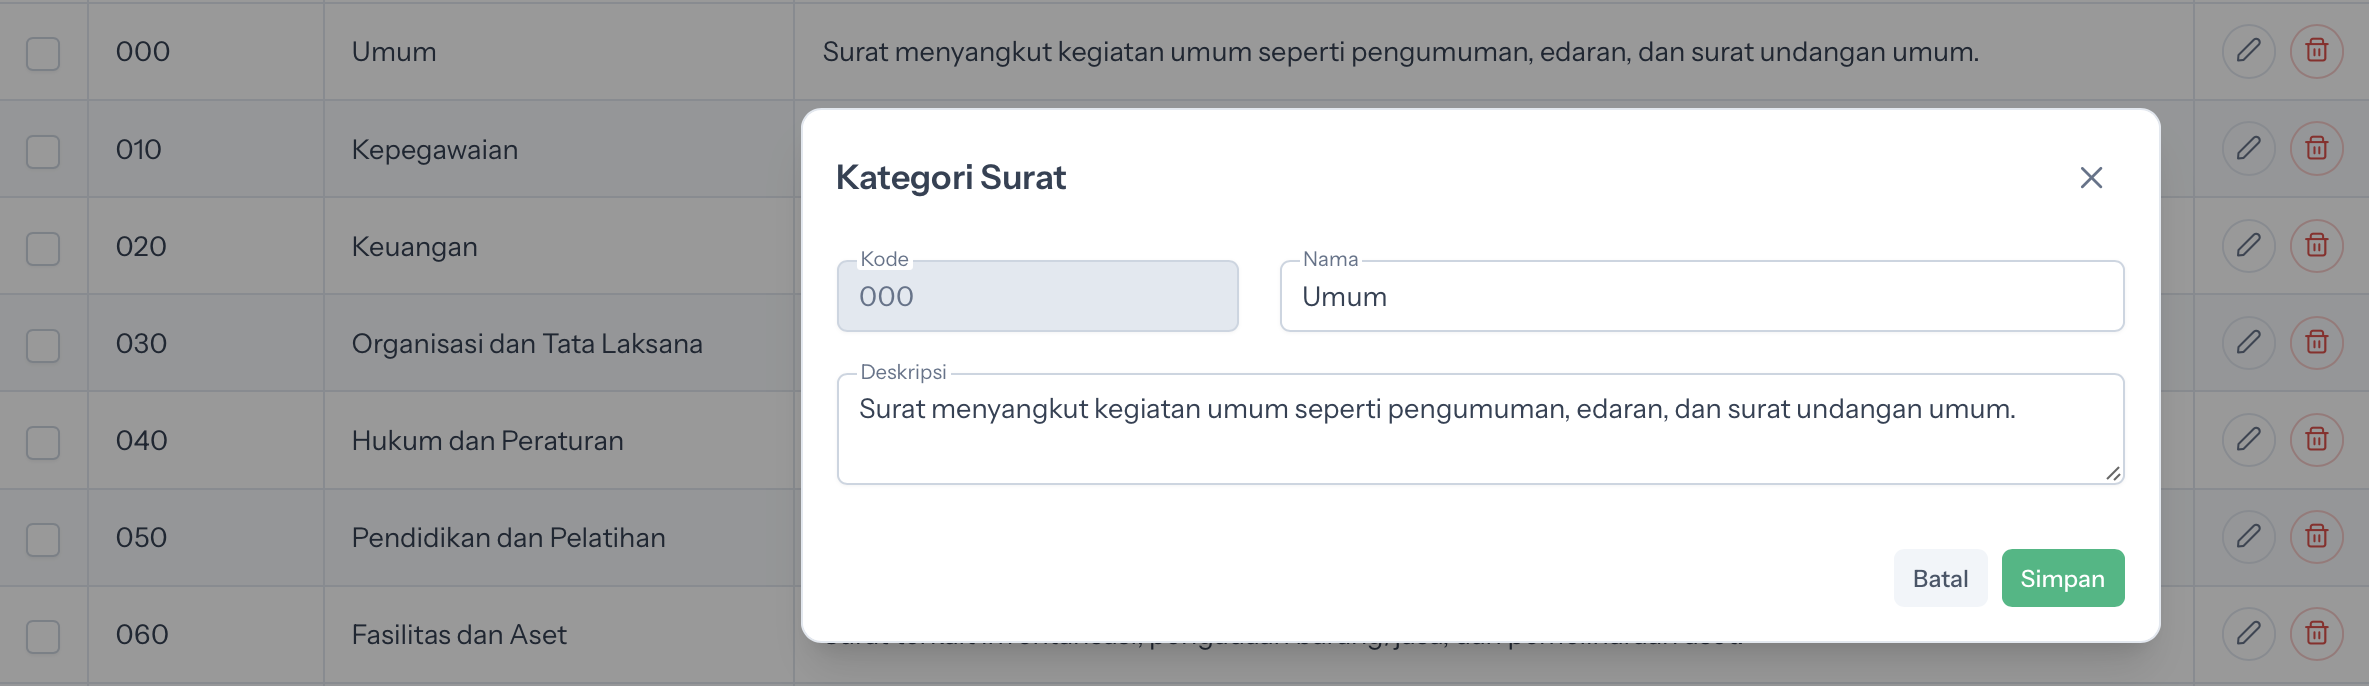 000 Umum Surat menyangkut kegiatan umum seperti pengumuman, edaran, dan surat undangan umum.
010 Kepegawaian
020 Keuangan
030 Organisasi dan Tata Laksana
040 Hukum dan Peraturan
050 Pendidikan dan Pelatihan
060 Fasilitas dan Aset
Kategori Surat
Kode
000
Nama
Umum
Deskripsi
Surat menyangkut kegiatan umum seperti pengumuman, edaran, dan surat undangan umum.
Batal Simpan